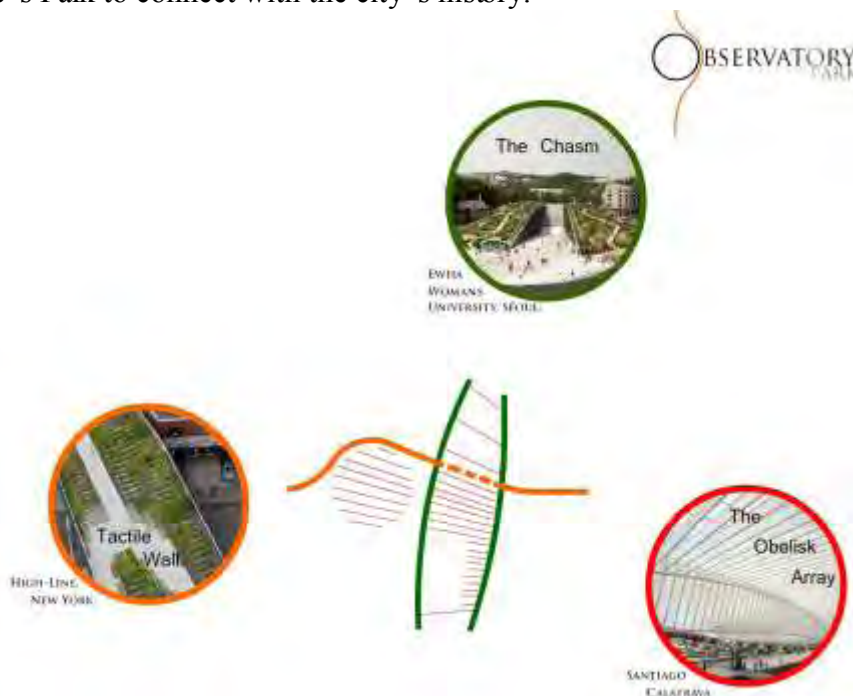 's Park to connect with the city's history.
OBSERVATORY
PARK
The Chasm
EWHA
WOMANS
UNIVERSITY, SEOUL.
Tactile
Wall
HIGH-LINE,
NEW YORK
The
Obelisk
Array
SANTIAGO
CALATRAVA